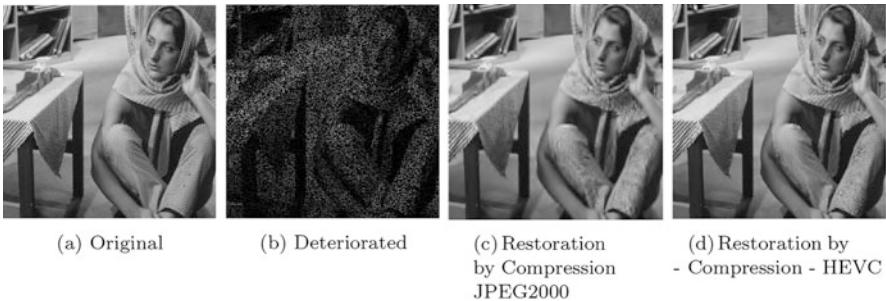 (a) Original
(b) Deteriorated
(c) Restoration
by Compression
JPEG2000
(d) Restoration by
- Compression - HEVC